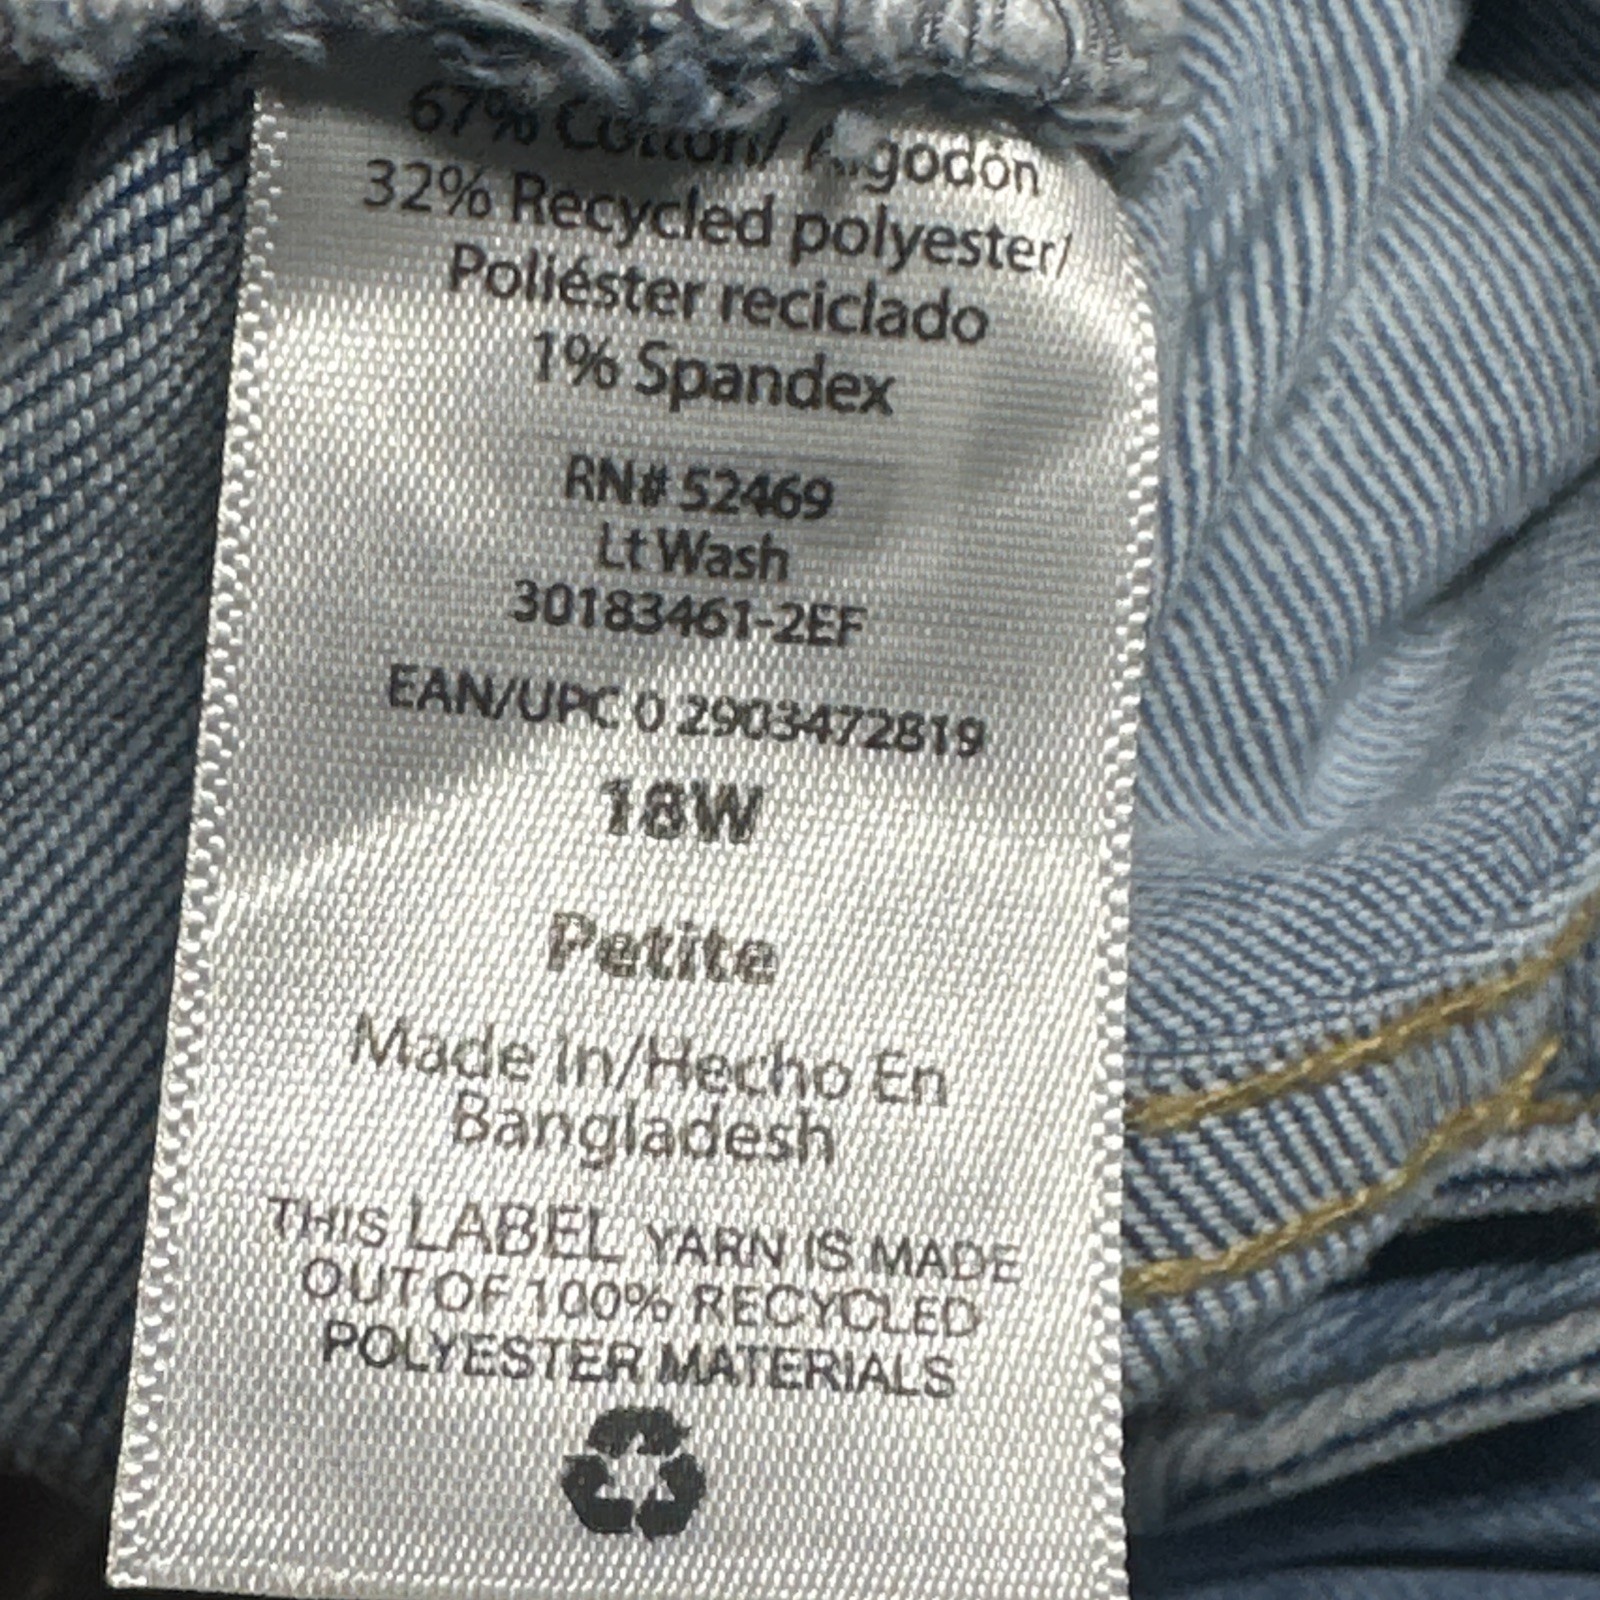 67% Cotton/ Algodón
32% Recycled polyester/
Poliéster reciclado
1% Spandex
RN# 52469
Lt Wash
30183461-2EF
EAN/UPC 0 2903472819
18W
Petite
Made In/Hecho En
Bangladesh
THIS LABEL YARN IS MADE
OUT OF 100% RECYCLED
POLYESTER MATERIALS